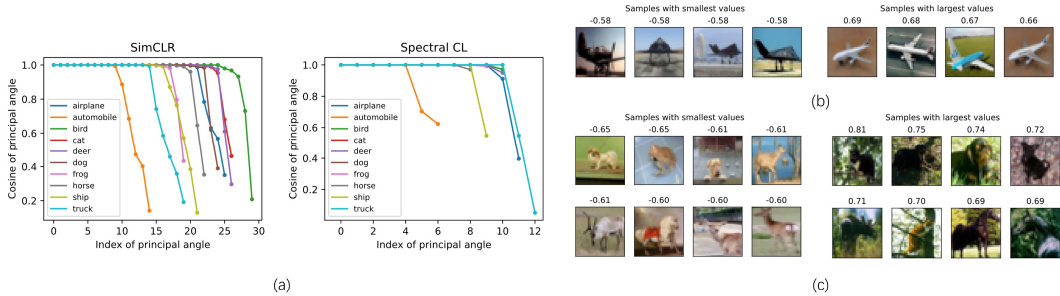 SimCLR
Cosine of principal angle
1.0
0.8
0.6
0.4
0.2
airplane
automobile
bird
cat
deer
dog
frog
horse
ship
truck
0 5 10 15 20 25 30
Index of principal angle
Spectral CL
Cosine of principal angle
1.0
0.8
0.6
0.4
0.2
airplane
automobile
bird
cat
deer
dog
frog
horse
ship
truck
0 2 4 6 8 10 12
Index of principal angle
(a)
Samples with smallest values
-0.58 -0.58 -0.58 -0.58
Samples with largest values
0.69 0.68 0.67 0.66
(b)
Samples with smallest values
-0.65 -0.65 -0.61 -0.61
-0.61 -0.60 -0.60 -0.60
Samples with largest values
0.81 0.75 0.74 0.72
0.71 0.70 0.69 0.69
(c)